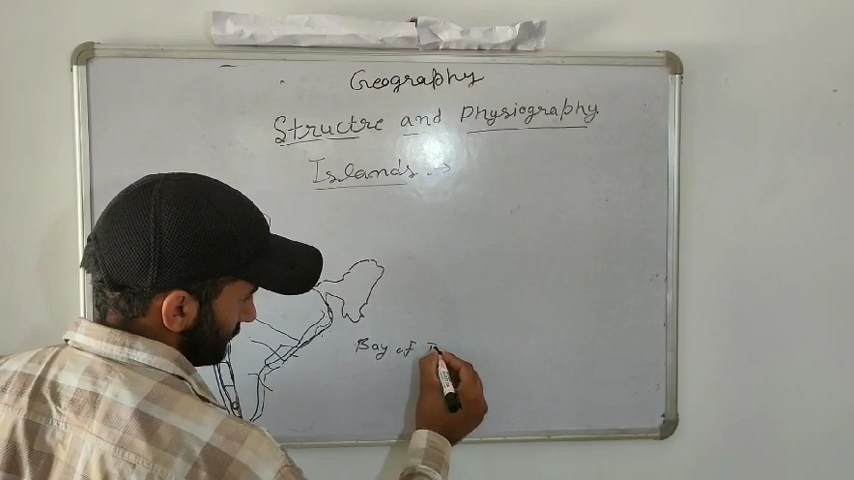 Geography
Structre and Physiography
Islands :→
Bay of